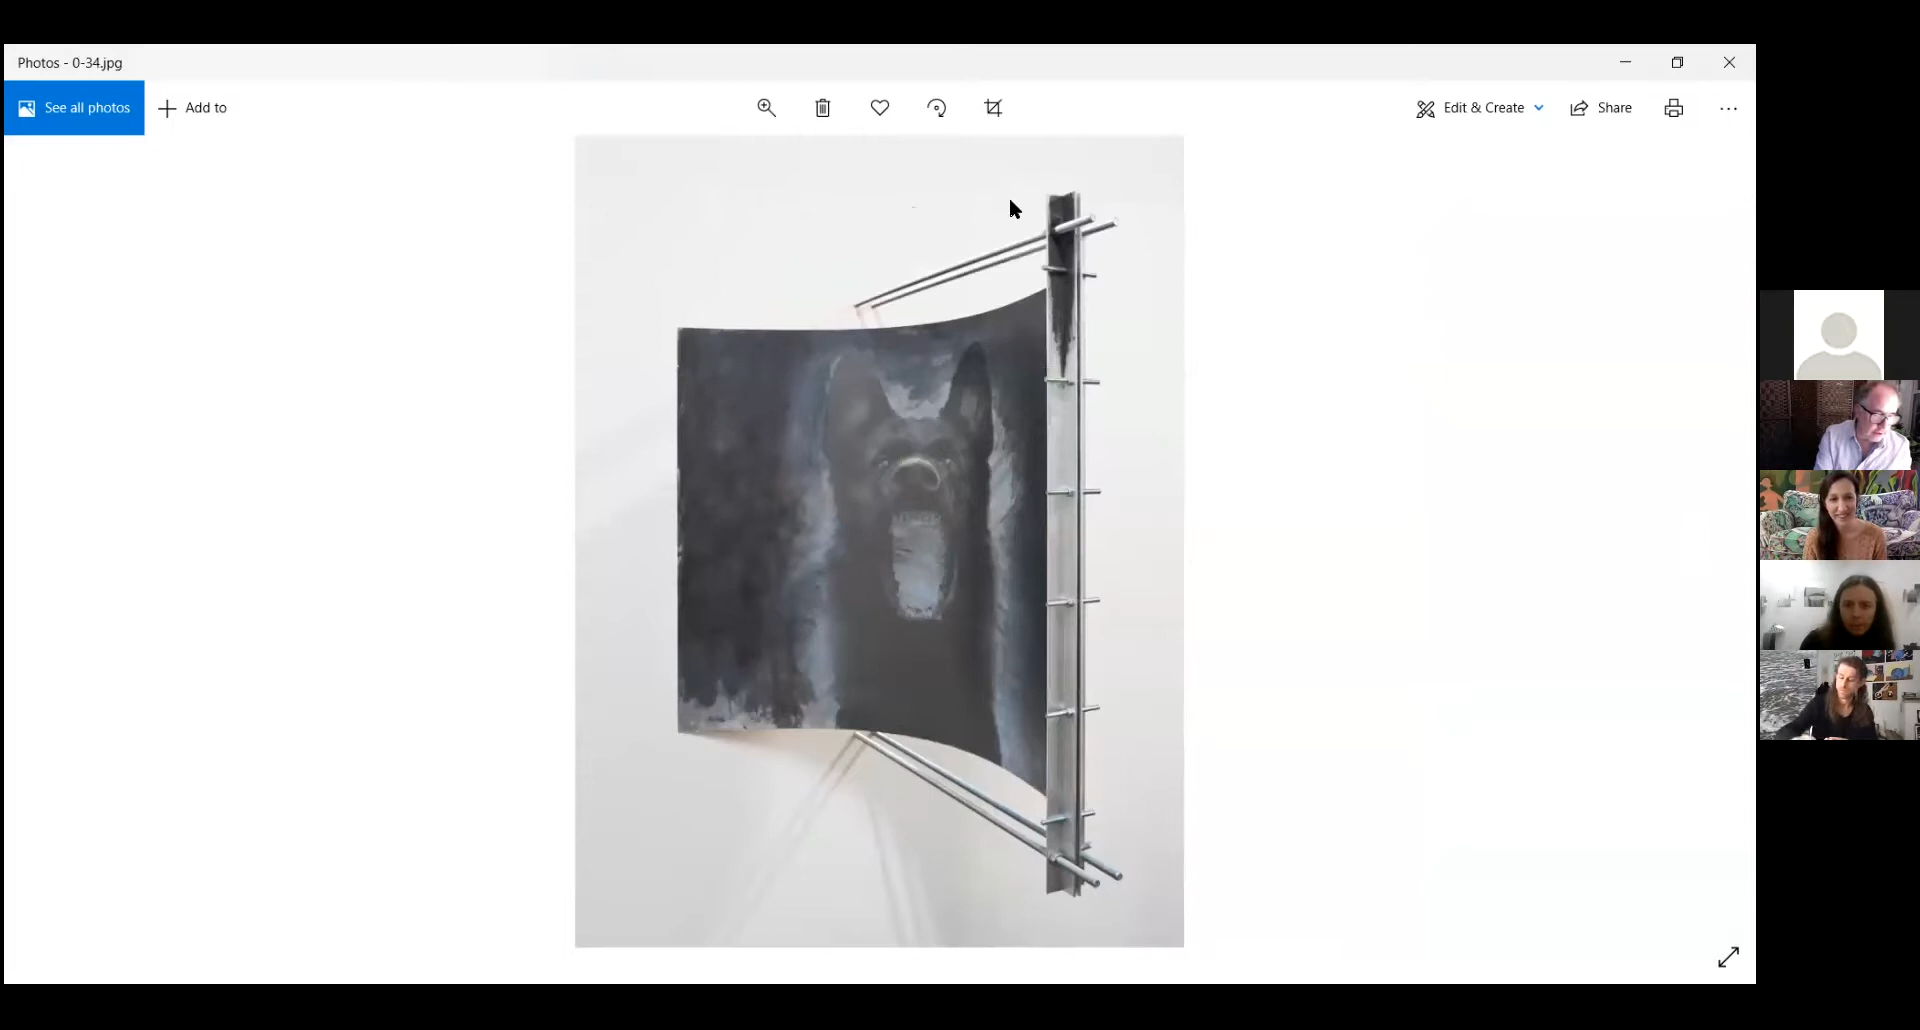 Photos - 0-34.jpg
See all photos
Add to
Edit & Create
Share